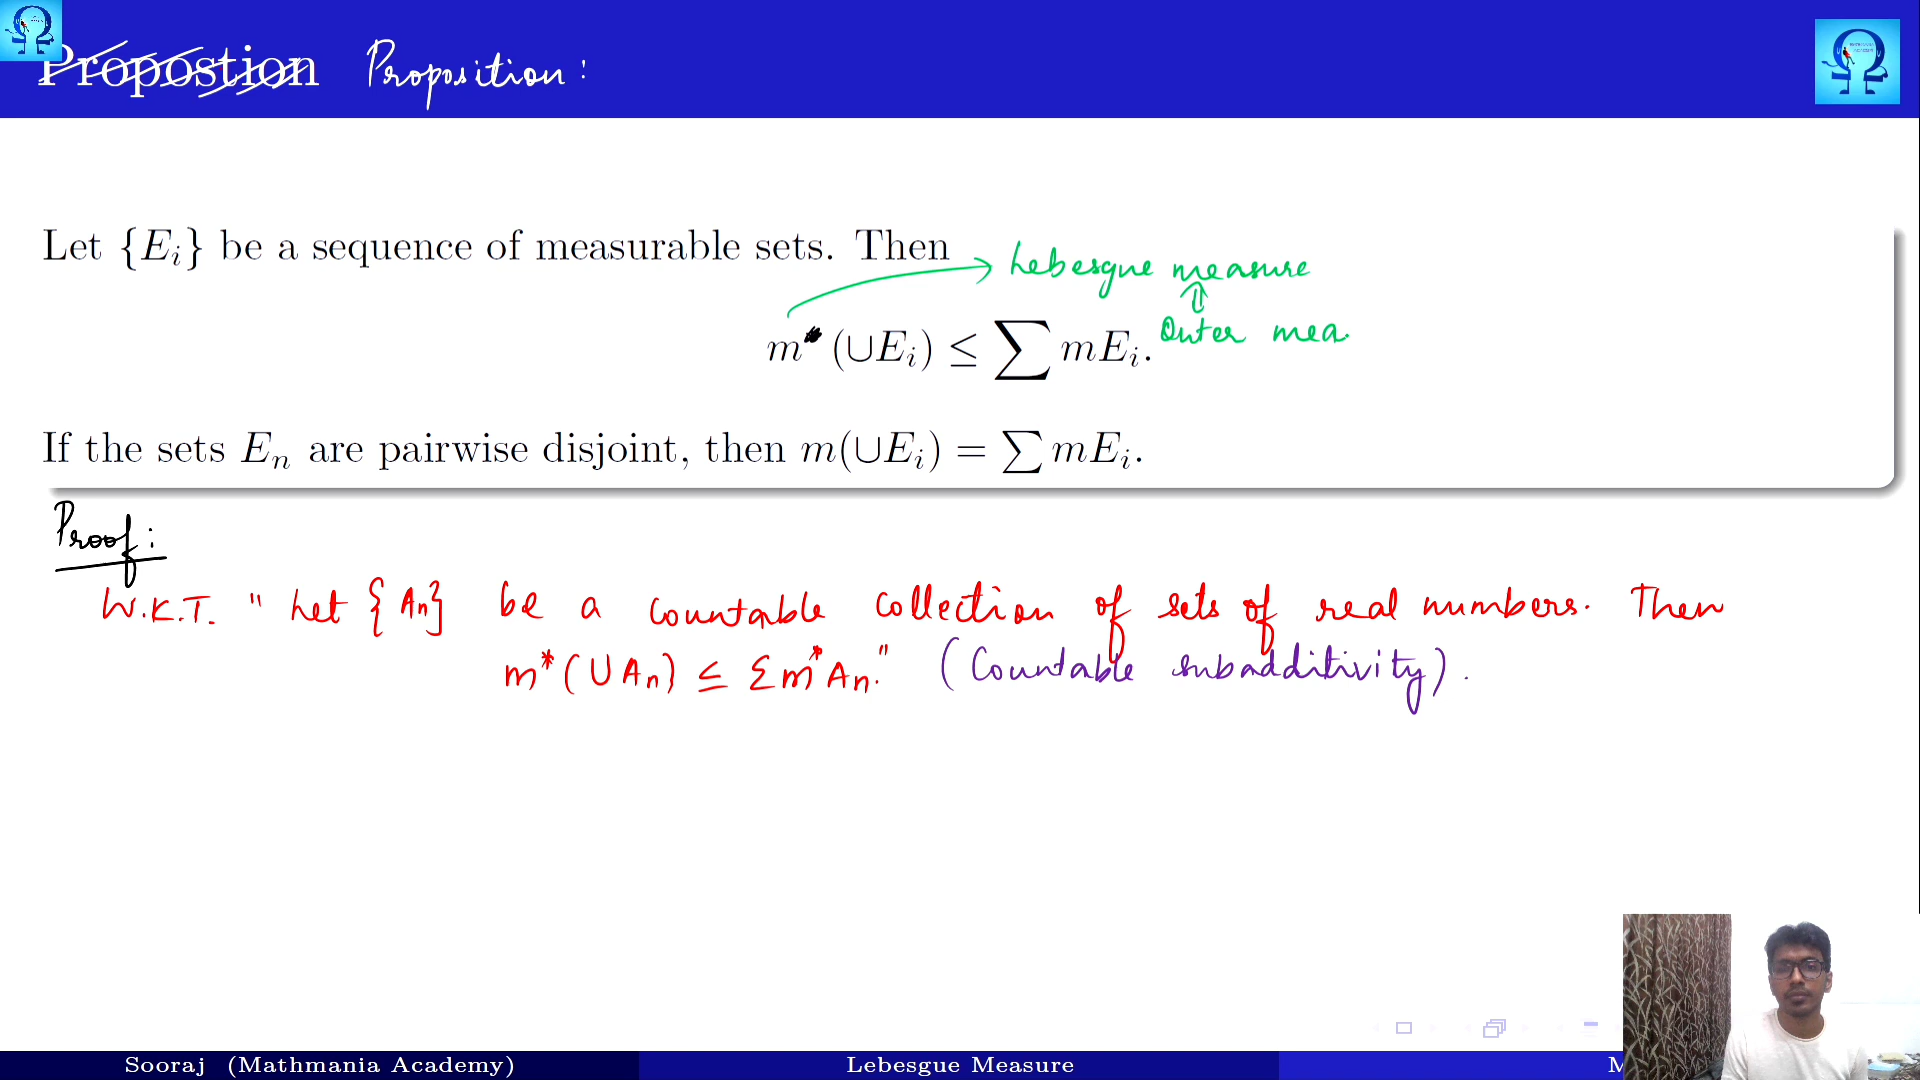 Propostion Proposition:
Let {E_i} be a sequence of measurable sets. Then
Lebesgue measure
Outer mea.
m* (∪E_i) ≤ ∑ mE_i.
If the sets E_n are pairwise disjoint, then m(∪E_i) = ∑ mE_i.
Proof:
W.K.T. " Let {A_n} be a countable collection of sets of real numbers. Then
m*(∪A_n) ≤ Σm*A_n." (Countable subadditivity).
Sooraj (Mathmania Academy) Lebesgue Measure M